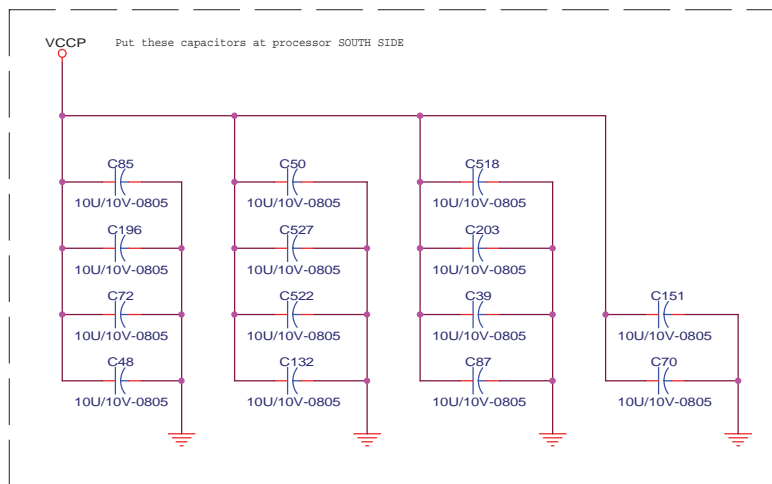 VCCP Put these capacitors at processor SOUTH SIDE
C85 C50 C518
10U/10V-0805 10U/10V-0805 10U/10V-0805
C196 C527 C203
10U/10V-0805 10U/10V-0805 10U/10V-0805
C72 C522 C39 C151
10U/10V-0805 10U/10V-0805 10U/10V-0805 10U/10V-0805
C48 C132 C87 C70
10U/10V-0805 10U/10V-0805 10U/10V-0805 10U/10V-0805